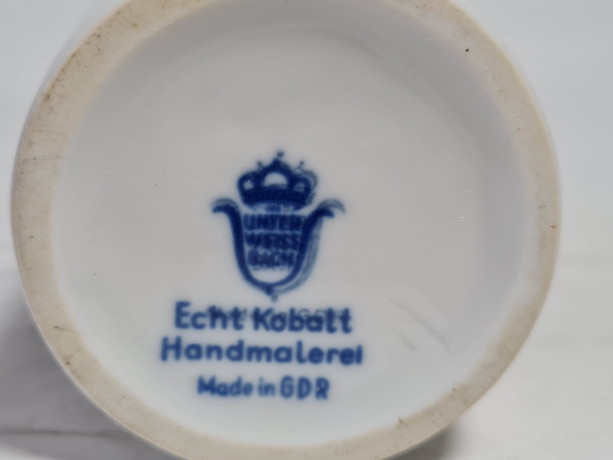 UNTER
WEISS
BACH
Echt Kobalt
Handmalerei
Made in GDR